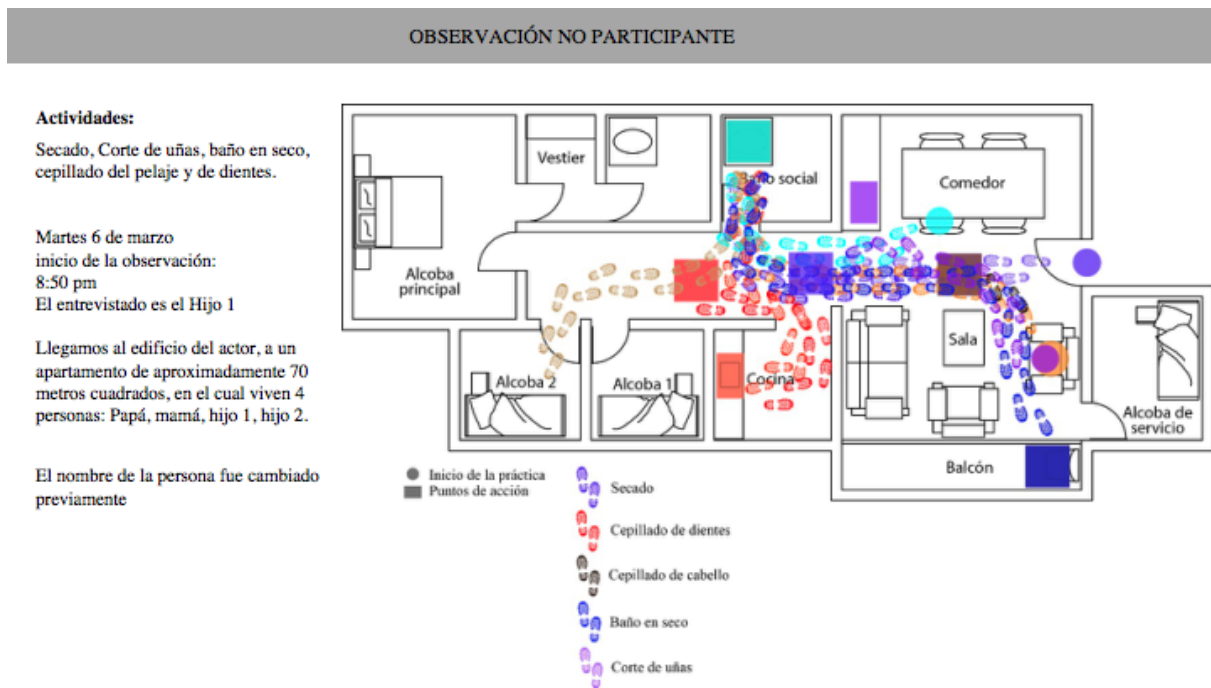 OBSERVACIÓN NO PARTICIPANTE
Actividades:
Secado, Corte de uñas, baño en seco,
cepillado del pelaje y de dientes.
Martes 6 de marzo
inicio de la observación:
8:50 pm
El entrevistado es el Hijo 1
Llegamos al edificio del actor, a un
apartamento de aproximadamente 70
metros cuadrados, en el cual viven 4
personas: Papá, mamá, hijo 1, hijo 2.
El nombre de la persona fue cambiado
previamente
Vestier
Baño social
Comedor
Alcoba
principal
Sala
Alcoba 2
Alcoba 1
Cocina
Alcoba de
servicio
Balcón
Inicio de la práctica
Puntos de acción
Secado
Cepillado de dientes
Cepillado de cabello
Baño en seco
Corte de uñas